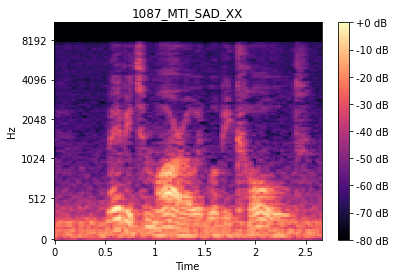 1087_MTI_SAD_XX
+0 dB
8192
-10 dB
4096
-20 dB
-30 dB
2048
Hz
-40 dB
1024
-50 dB
512
-60 dB
-70 dB
0
-80 dB
0 0.5 1 1.5 2 2.5
Time